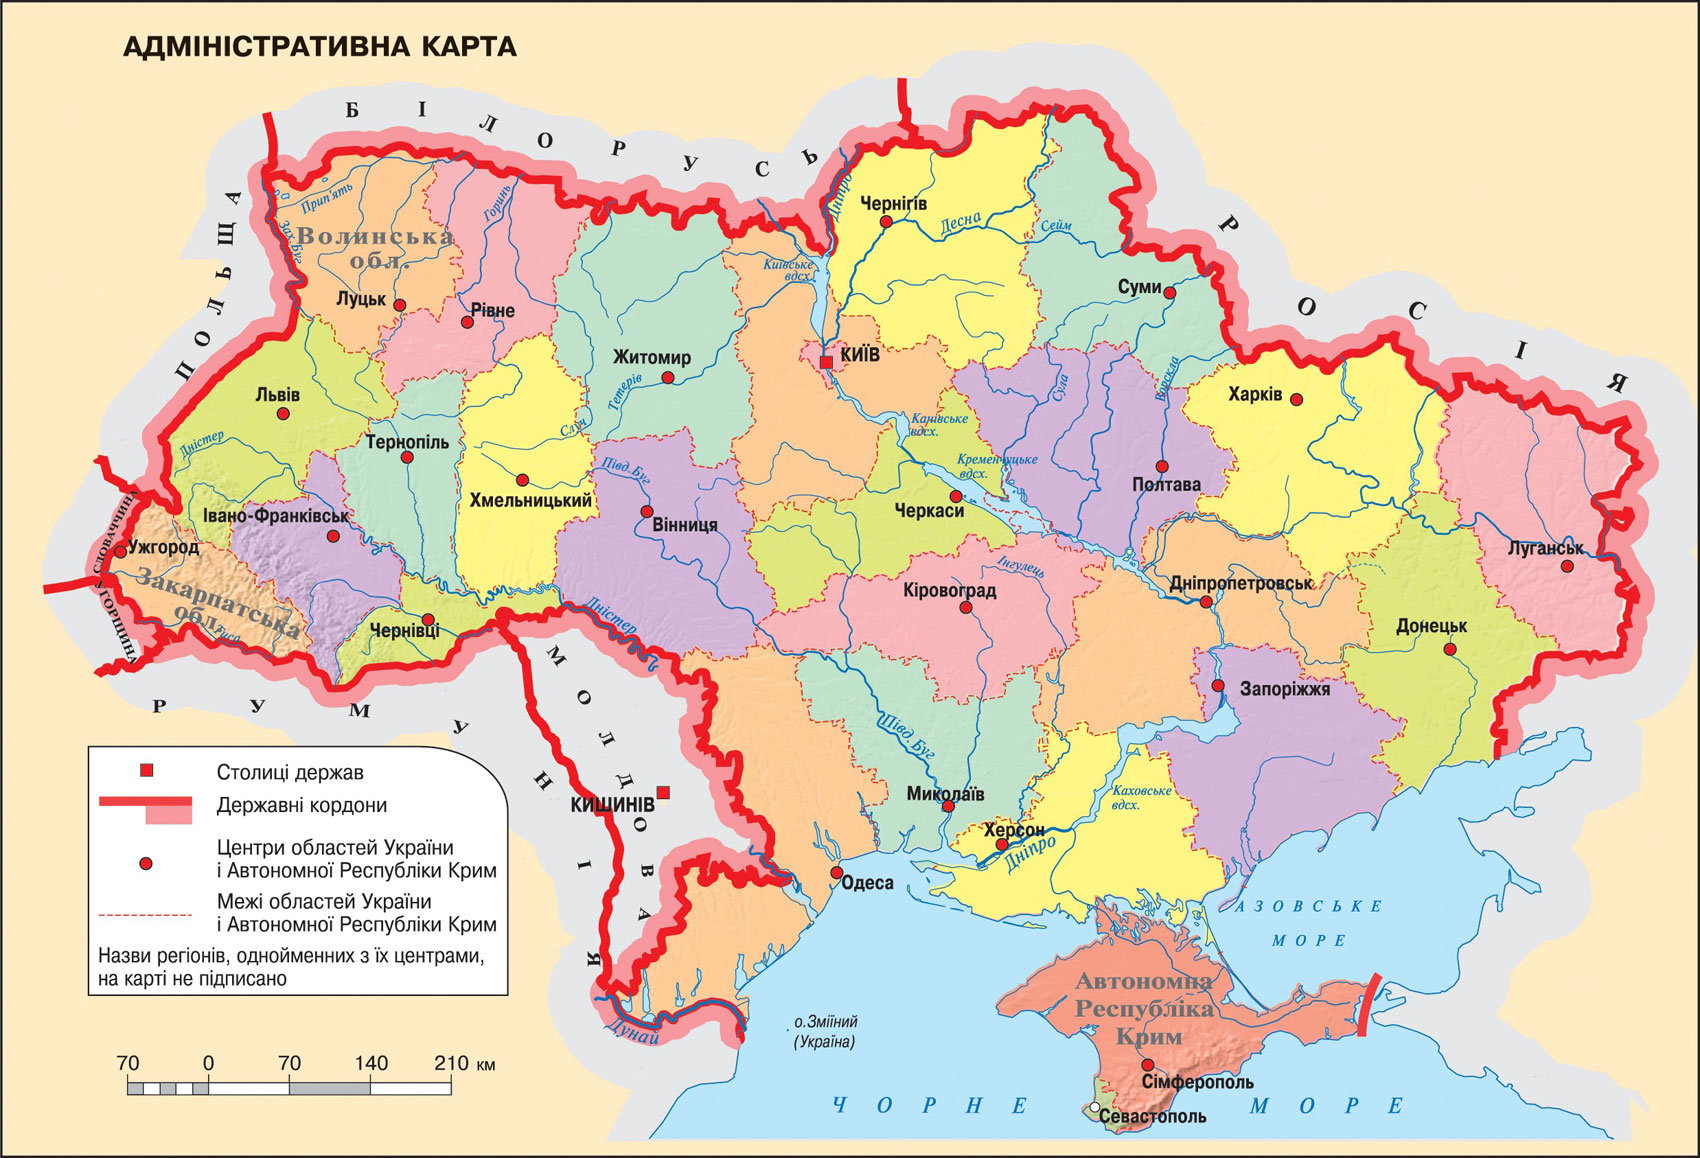 АДМІНІСТРАТИВНА КАРТА
БІЛОРУСЬ
ПОЛЬЩА
РОСІЯ
СЛОВАЧЧИНА
УГОРЩИНА
РУМУНІЯ
МОЛДОВА
Прип'ять
Горинь
Зах. Буг
Волинська
обл.
Луцьк
Рівне
Дніпро
Чернігів
Десна
Сейм
Київське
вдсх.
Суми
КИЇВ
Житомир
Тетерів
Случ
Львів
Дністер
Тернопіль
Хмельницький
Півд. Буг
Вінниця
Канівське
вдсх.
Кременчуцьке
вдсх.
Черкаси
Сула
Ворскла
Полтава
Харків
Луганськ
Івано-Франківськ
Ужгород
Закарпатська
обл.
Тиса
Чернівці
Дністер
Кіровоград
Інгулець
Дніпропетровськ
Донецьк
Запоріжжя
Півд. Буг
Миколаїв
Херсон
Дніпро
Каховське
вдсх.
КИШИНІВ
Одеса
Дунай
о.Зміїний
(Україна)
АЗОВСЬКЕ
МОРЕ
Автономна
Республіка
Крим
Сімферополь
Севастополь
ЧОРНЕ МОРЕ
Столиці держав
Державні кордони
Центри областей України
і Автономної Республіки Крим
Межі областей України
і Автономної Республіки Крим
Назви регіонів, однойменних з їх центрами,
на карті не підписано
70 0 70 140 210 км